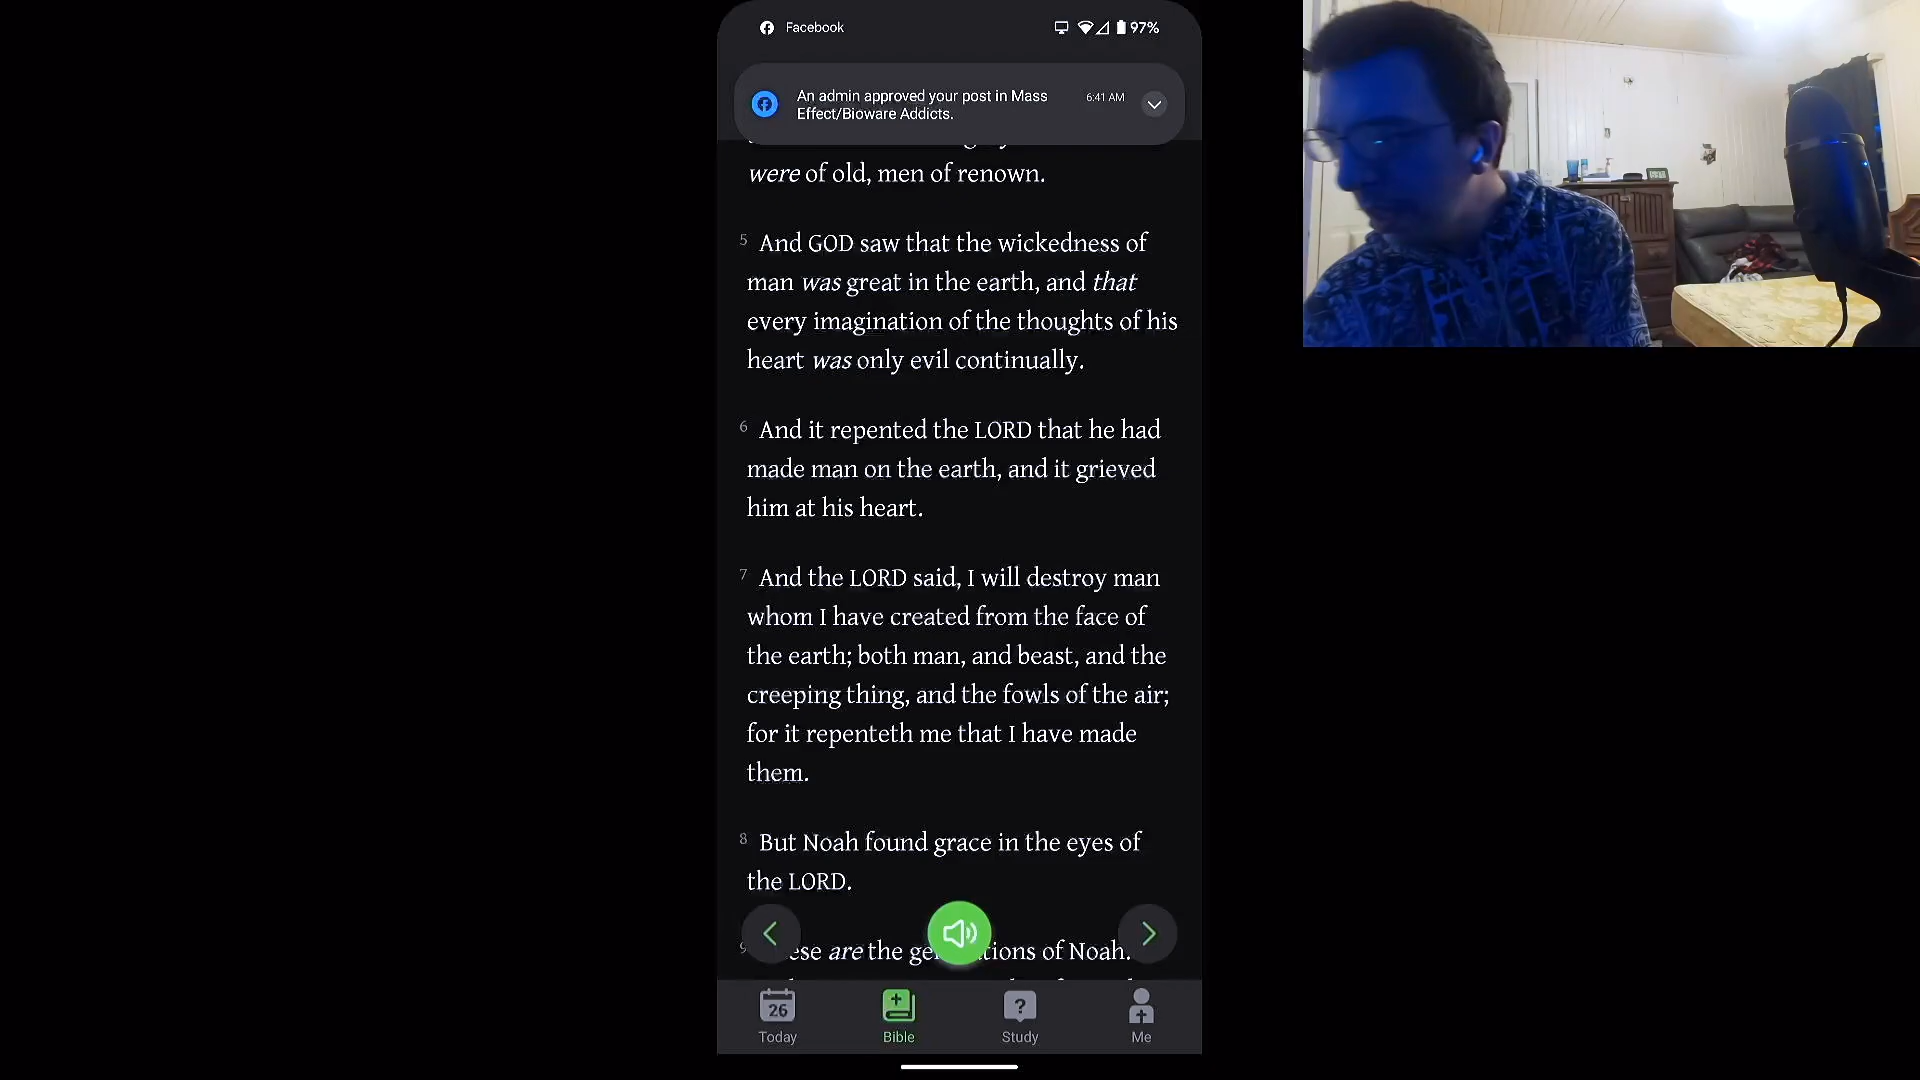 Facebook
97%
An admin approved your post in Mass
6:41 AM
Effect/Bioware Addicts.
were of old, men of renown.
5 And GOD saw that the wickedness of
man was great in the earth, and that
every imagination of the thoughts of his
heart was only evil continually.
6 And it repented the LORD that he had
made man on the earth, and it grieved
him at his heart.
7 And the LORD said, I will destroy man
whom I have created from the face of
the earth; both man, and beast, and the
creeping thing, and the fowls of the air;
for it repenteth me that I have made
them.
8 But Noah found grace in the eyes of
the LORD.
9 are the of Noah.
26
Today
Bible
?
Study
Me